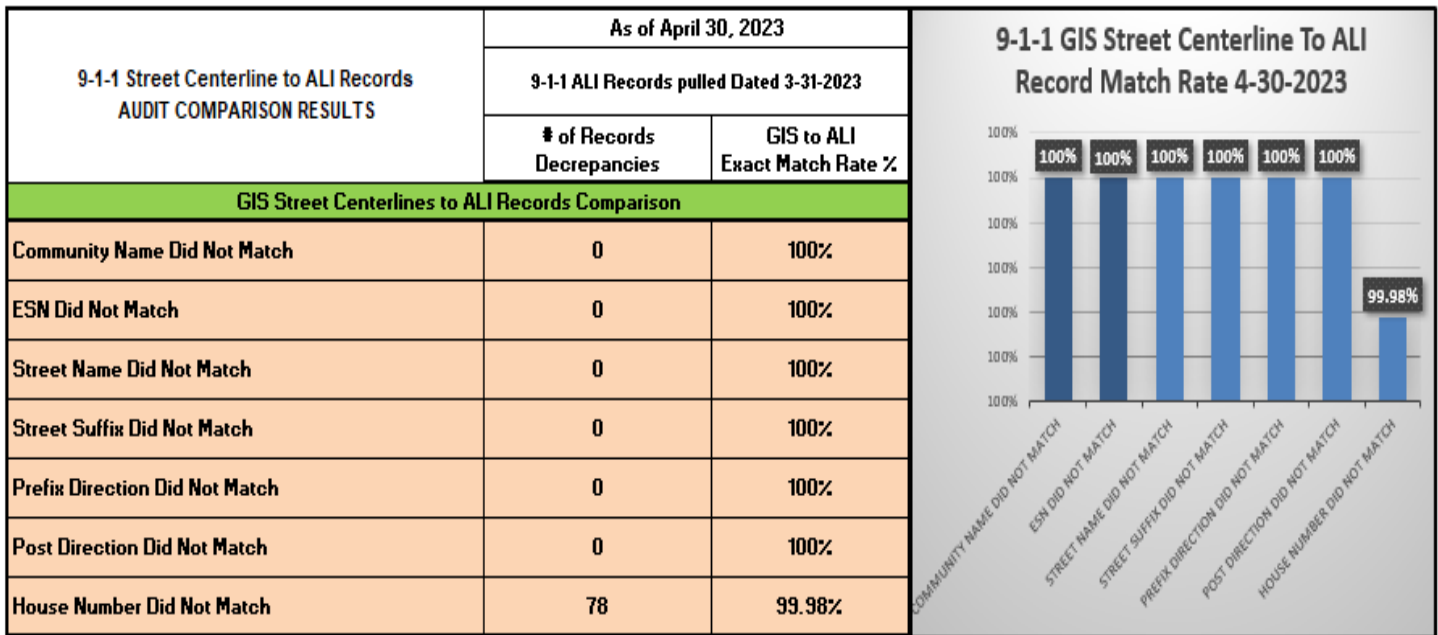 9-1-1 Street Centerline to ALI Records
AUDIT COMPARISON RESULTS
As of April 30, 2023
9-1-1 ALI Records pulled Dated 3-31-2023
# of Records
Decrepancies
GIS to ALI
Exact Match Rate %
GIS Street Centerlines to ALI Records Comparison
Community Name Did Not Match 0 100%
ESN Did Not Match 0 100%
Street Name Did Not Match 0 100%
Street Suffix Did Not Match 0 100%
Prefix Direction Did Not Match 0 100%
Post Direction Did Not Match 0 100%
House Number Did Not Match 78 99.98%
9-1-1 GIS Street Centerline To ALI
Record Match Rate 4-30-2023
100%
100%
100%
100%
100%
100%
100%
100% 100% 100% 100% 100% 100% 99.98%
COMMUNITY NAME DID NOT MATCH
ESN DID NOT MATCH
STREET NAME DID NOT MATCH
STREET SUFFIX DID NOT MATCH
PREFIX DIRECTION DID NOT MATCH
POST DIRECTION DID NOT MATCH
HOUSE NUMBER DID NOT MATCH